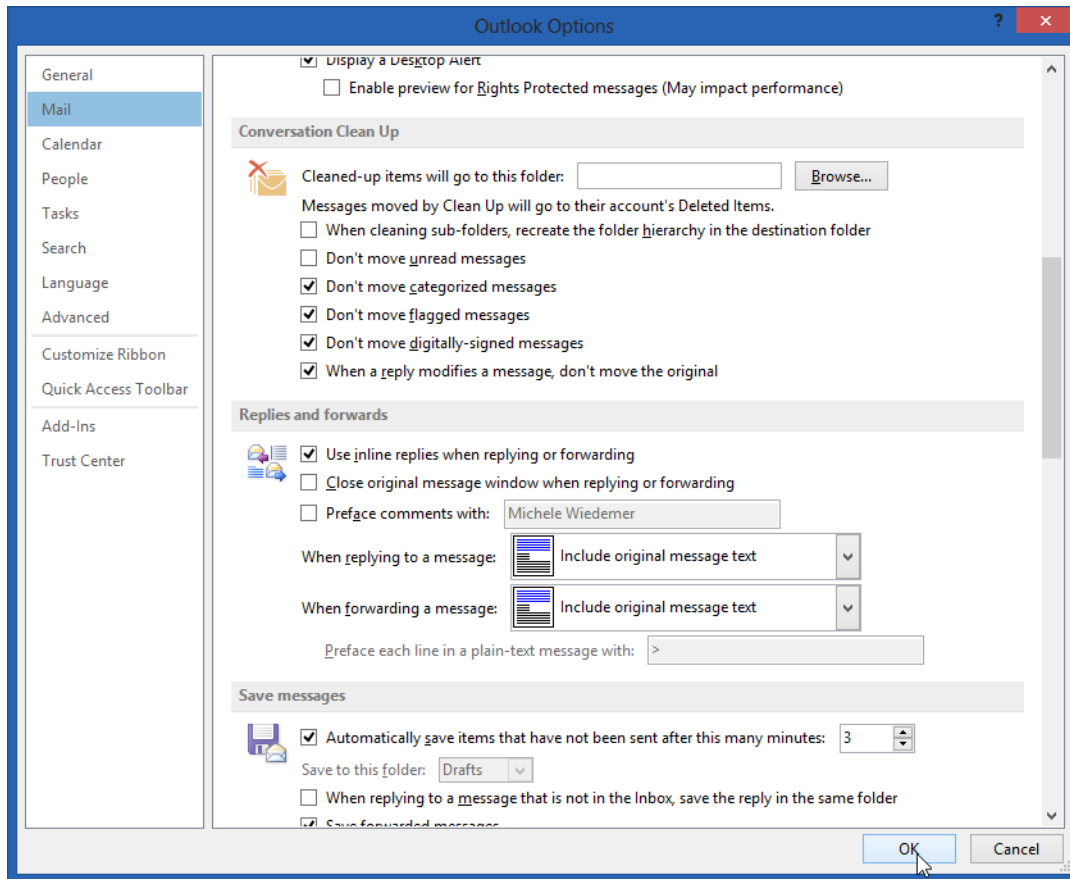 Outlook Options
?
General
Mail
Calendar
People
Tasks
Search
Language
Advanced
Customize Ribbon
Quick Access Toolbar
Add-Ins
Trust Center
Display a Desktop Alert
Enable preview for Rights Protected messages (May impact performance)
Conversation Clean Up
Cleaned-up items will go to this folder: Browse...
Messages moved by Clean Up will go to their account's Deleted Items.
When cleaning sub-folders, recreate the folder hierarchy in the destination folder
Don't move unread messages
Don't move categorized messages
Don't move flagged messages
Don't move digitally-signed messages
When a reply modifies a message, don't move the original
Replies and forwards
Use inline replies when replying or forwarding
Close original message window when replying or forwarding
Preface comments with: Michele Wiedemer
When replying to a message: Include original message text
When forwarding a message: Include original message text
Preface each line in a plain-text message with: >
Save messages
Automatically save items that have not been sent after this many minutes: 3
Save to this folder: Drafts
When replying to a message that is not in the Inbox, save the reply in the same folder
Save forwarded messages
OK Cancel